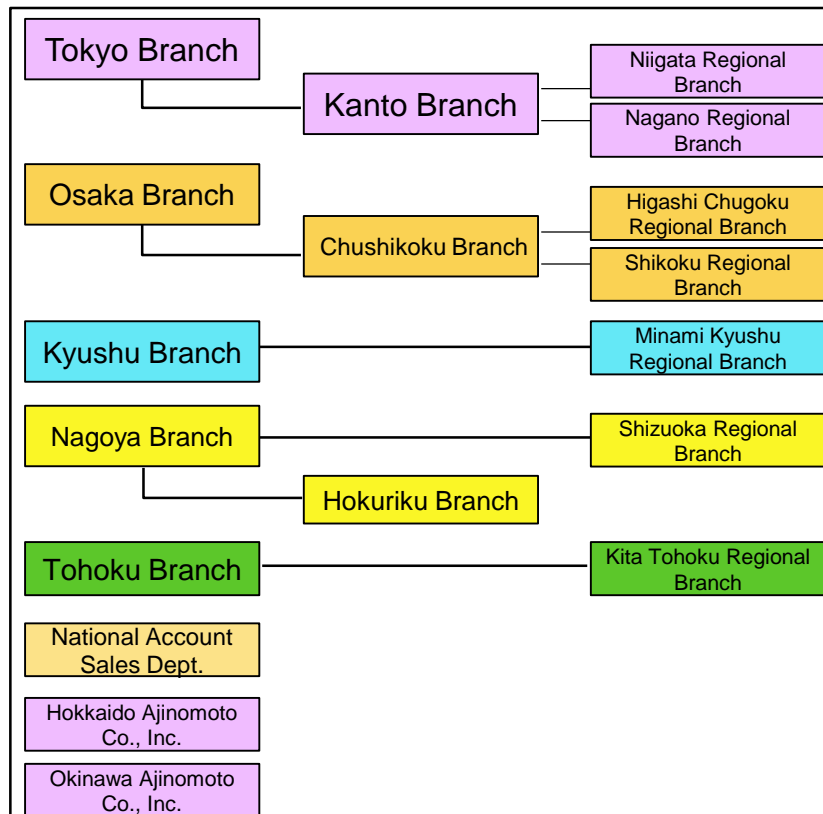 Tokyo Branch
Kanto Branch
Niigata Regional
Branch
Nagano Regional
Branch
Osaka Branch
Chushikoku Branch
Higashi Chugoku
Regional Branch
Shikoku Regional
Branch
Kyushu Branch
Minami Kyushu
Regional Branch
Nagoya Branch
Shizuoka Regional
Branch
Hokuriku Branch
Tohoku Branch
Kita Tohoku Regional
Branch
National Account
Sales Dept.
Hokkaido Ajinomoto
Co., Inc.
Okinawa Ajinomoto
Co., Inc.